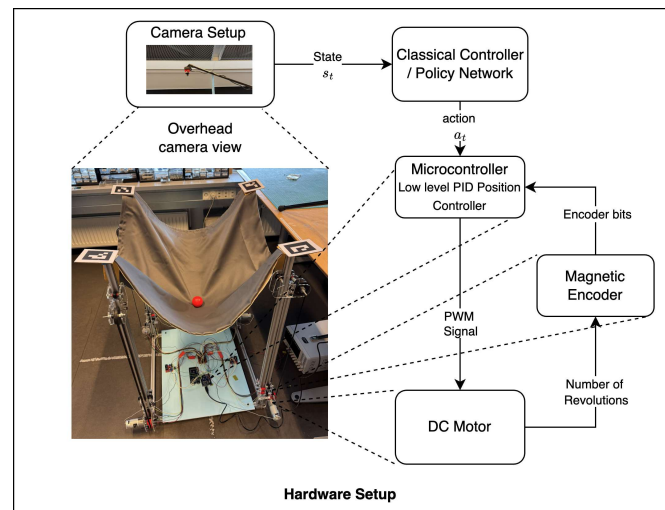 Camera Setup
State
s_t
Classical Controller
/ Policy Network
Overhead
camera view
action
a_t
Microcontroller
Low level PID Position
Controller
Encoder bits
Magnetic
Encoder
PWM
Signal
Number of
Revolutions
DC Motor
Hardware Setup